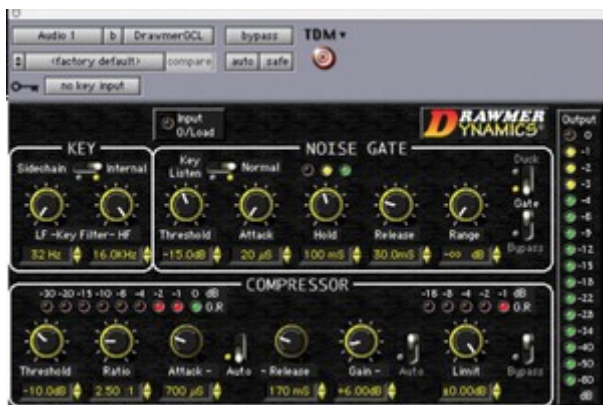 Audio 1 b DrawmerGCL bypass TDM
<factory default> compare auto safe
no key input
Input O/Load
DRAWMER DYNAMICS
Output
0
-1
-2
-3
-4
-6
-9
-12
-15
-18
-22
-28
-34
-40
-50
-60
dB
KEY
Sidechain Internal
LF -Key Filter- HF
32 Hz 16.0KHz
NOISE GATE
Key Listen Normal
Duck
Gate
Bypass
Threshold Attack Hold Release Range
-15.0dB 20 µS 100 mS 30.0mS -∞ dB
COMPRESSOR
-30 -20 -15 -10 -6 -4 -2 -1 0 dB
G.R
-16 -8 -4 -2 -1 0 dB
G.R
Threshold Ratio Attack - Auto - Release Gain - Auto Limit Bypass
-10.0dB 2.50 :1 700 µS 170 mS +6.00dB ±0.00dB